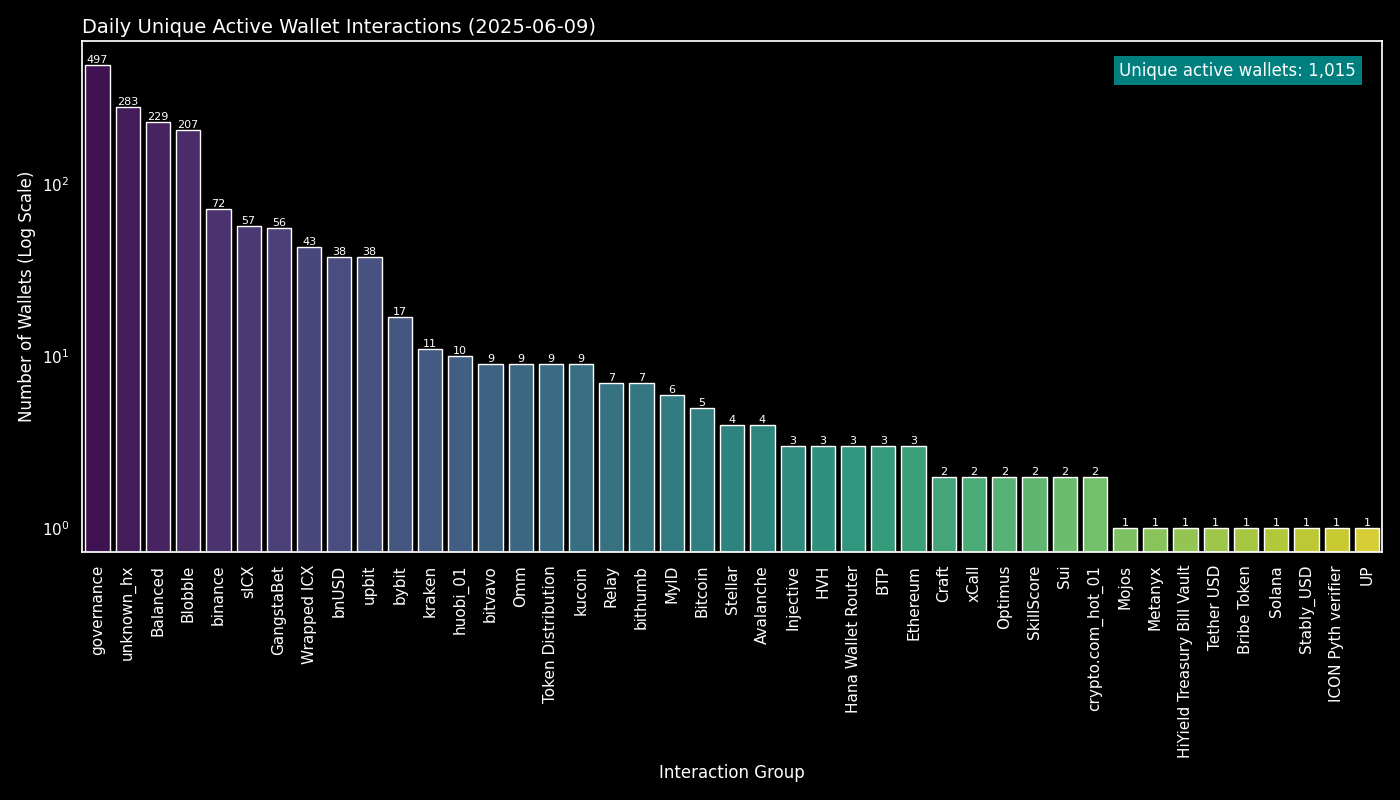 Daily Unique Active Wallet Interactions (2025-06-09)
Unique active wallets: 1,015
Number of Wallets (Log Scale)
10²
10¹
10⁰
497
283
229
207
72
57
56
43
38
38
17
11
10
9
9
9
9
7
7
6
5
4
4
3
3
3
3
3
2
2
2
2
2
2
1
1
1
1
1
1
1
1
1
governance
unknown_hx
Balanced
Blobble
binance
sICX
GangstaBet
Wrapped ICX
bnUSD
upbit
bybit
kraken
huobi_01
bitvavo
Omm
Token Distribution
kucoin
Relay
bithumb
MyID
Bitcoin
Stellar
Avalanche
Injective
HVH
Hana Wallet Router
BTP
Ethereum
Craft
xCall
Optimus
SkillScore
Sui
crypto.com_hot_01
Mojos
Metanyx
HiYield Treasury Bill Vault
Tether USD
Bribe Token
Solana
Stably_USD
ICON Pyth verifier
UP
Interaction Group